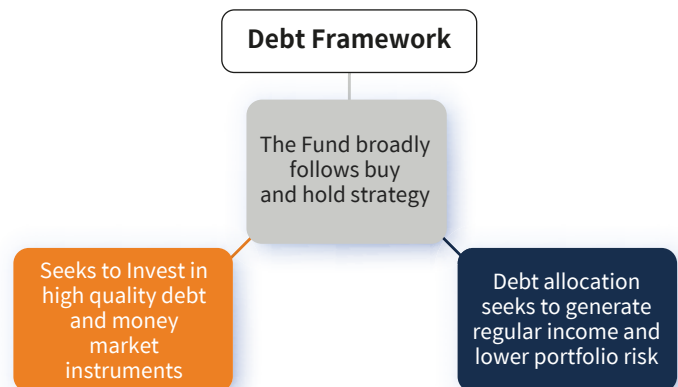 Debt Framework
The Fund broadly
follows buy
and hold strategy
Seeks to Invest in
high quality debt
and money
market
instruments
Debt allocation
seeks to generate
regular income and
lower portfolio risk